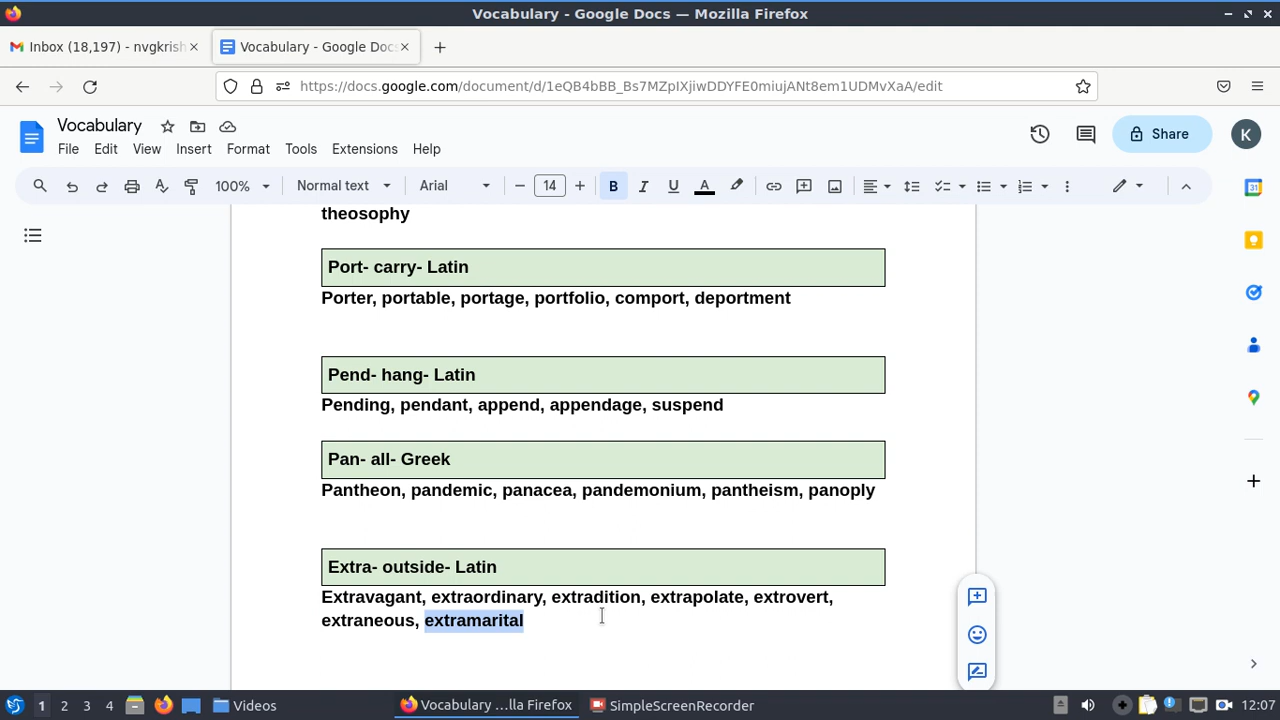 Vocabulary - Google Docs — Mozilla Firefox
Inbox (18,197) - nvgkrish
Vocabulary - Google Docs
https://docs.google.com/document/d/1eQB4bBB_Bs7MZpIXjiwDDYFE0miujANt8em1UDMvXaA/edit
Vocabulary
File Edit View Insert Format Tools Extensions Help
Share
K
100% Normal text Arial 14 B I U A
theosophy
Port- carry- Latin
Porter, portable, portage, portfolio, comport, deportment
Pend- hang- Latin
Pending, pendant, append, appendage, suspend
Pan- all- Greek
Pantheon, pandemic, panacea, pandemonium, pantheism, panoply
Extra- outside- Latin
Extravagant, extraordinary, extradition, extrapolate, extrovert,
extraneous, extramarital
1 2 3 4 Videos Vocabulary ...lla Firefox SimpleScreenRecorder 12:07